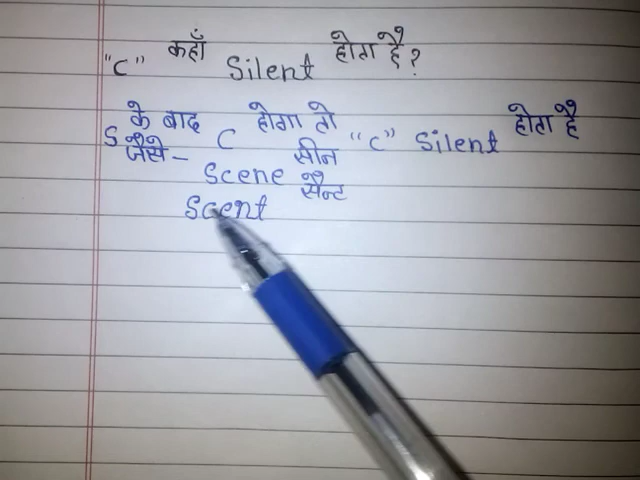 "C" कहाँ Silent होता है?
S के बाद C होगा तो "C" Silent होता है
जैसे - Scene सीन
Scent सैन्ट